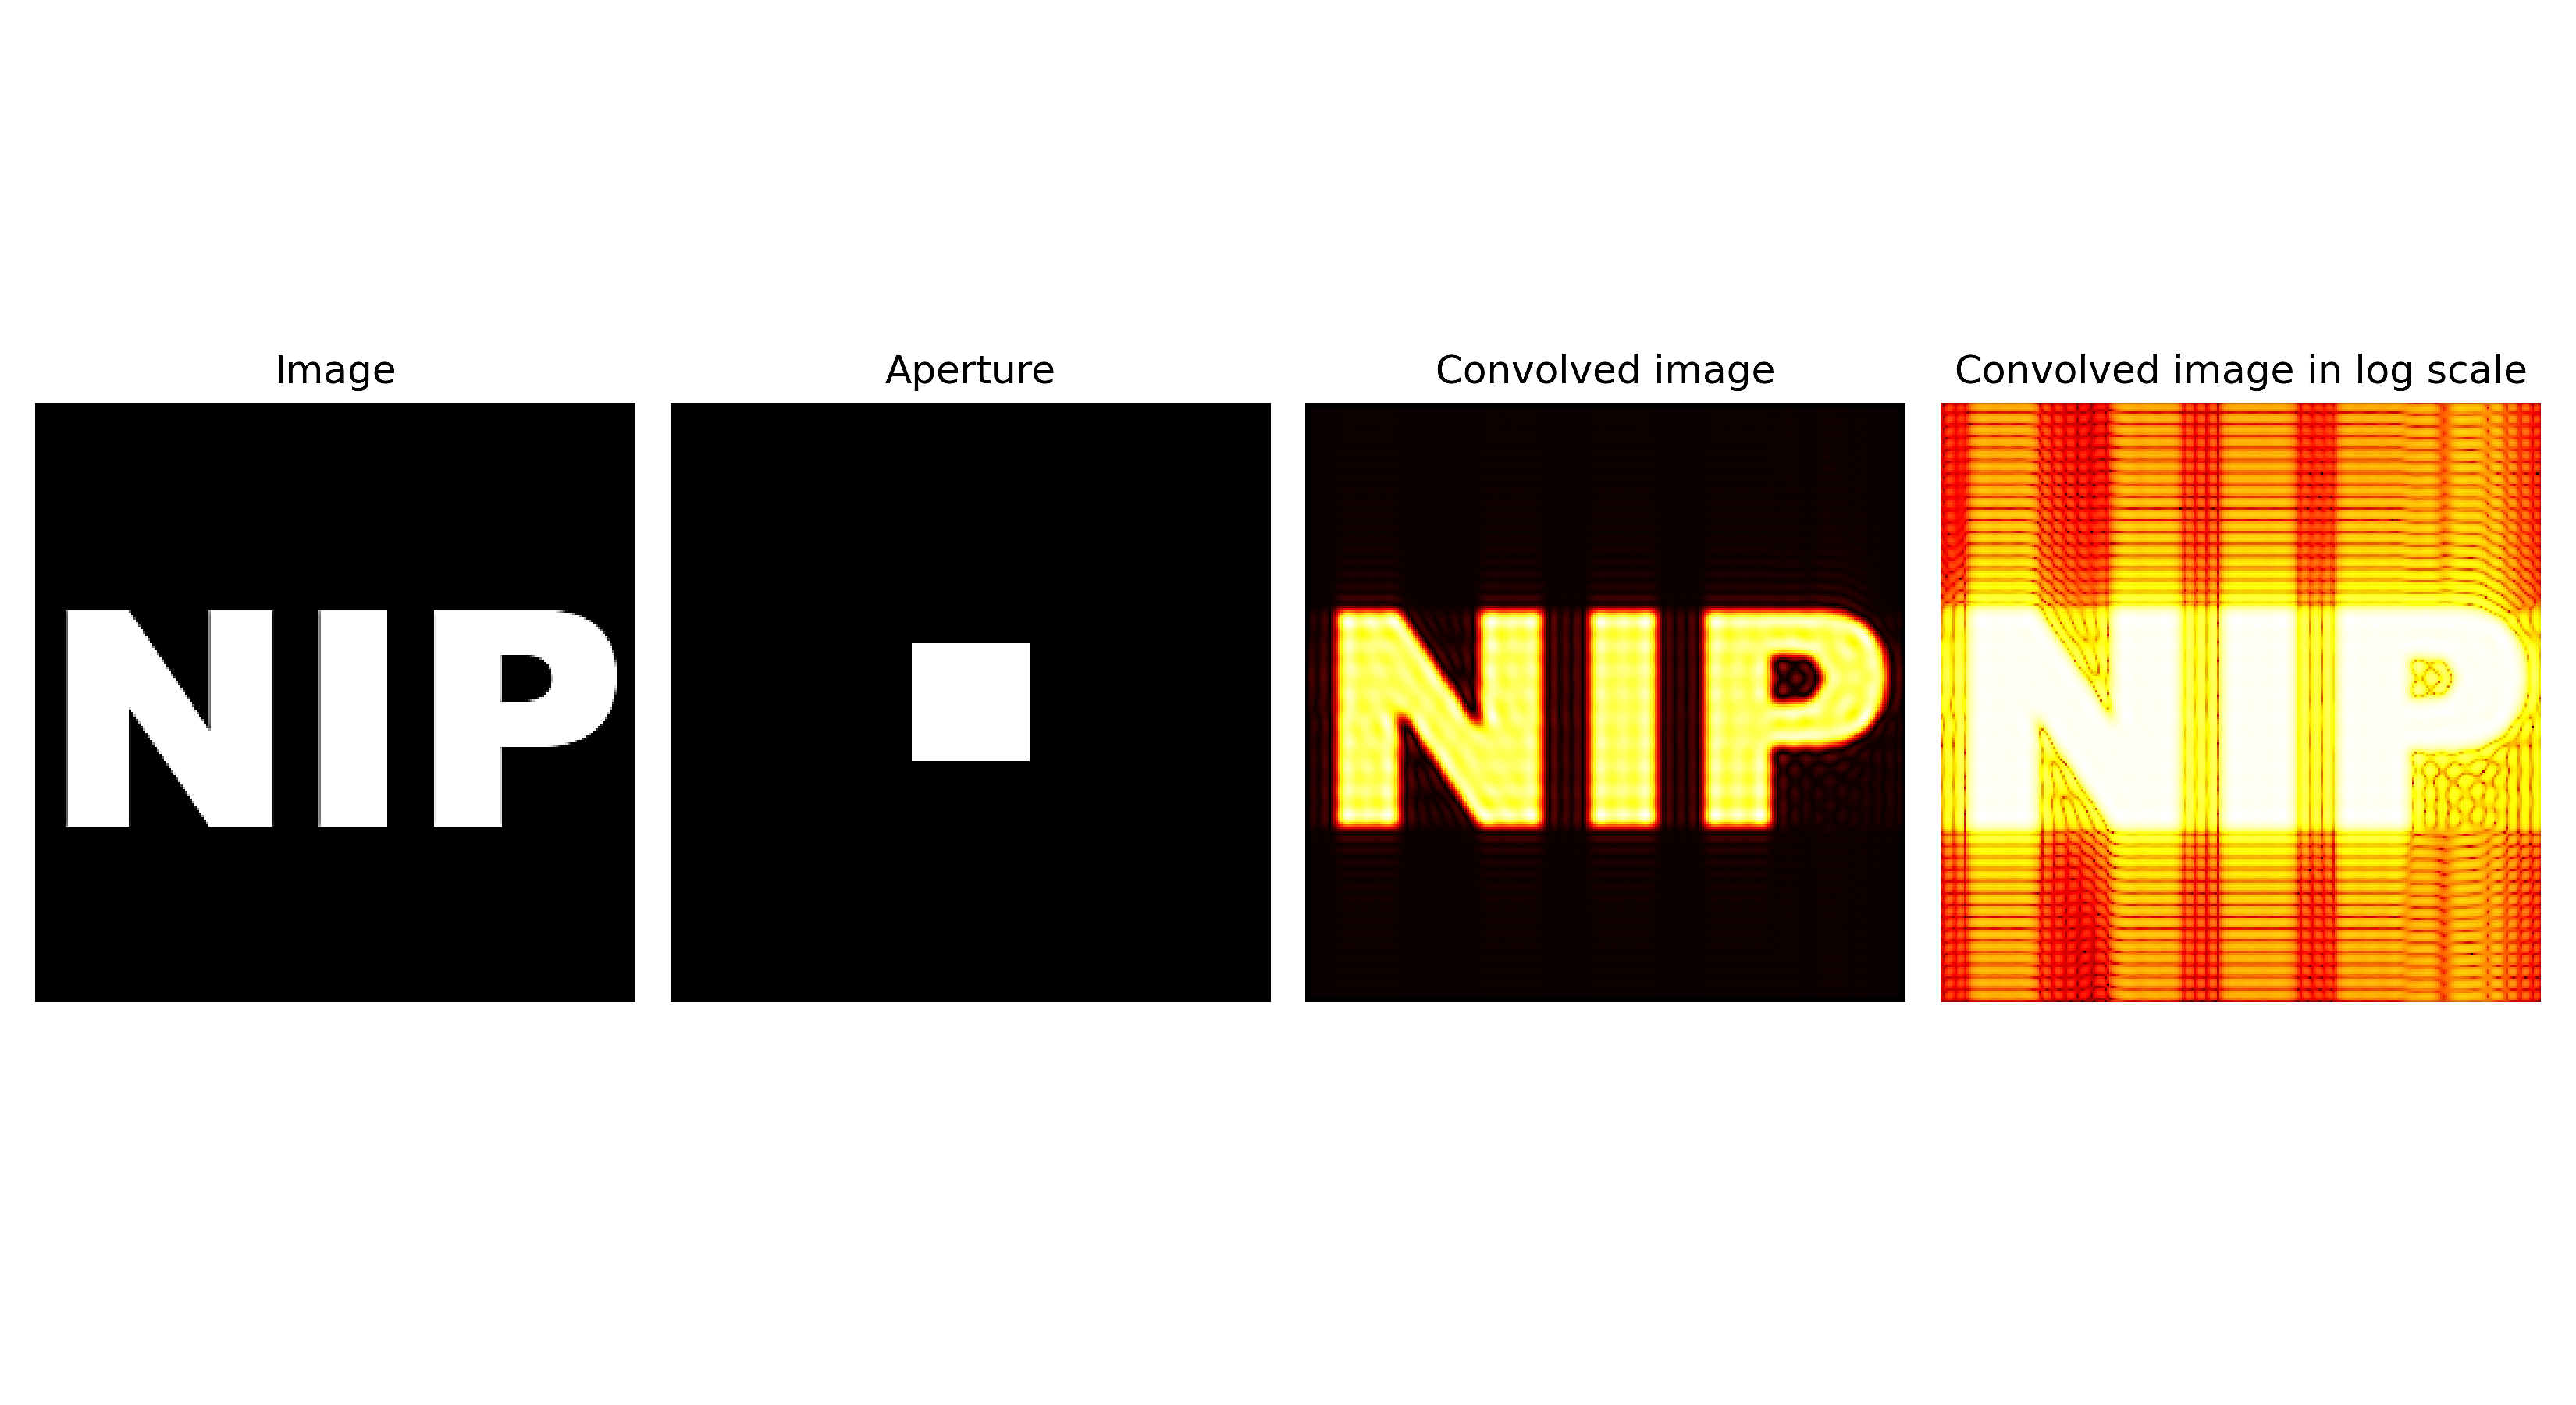 Image
Aperture
Convolved image
Convolved image in log scale
NIP
NIP
NIP